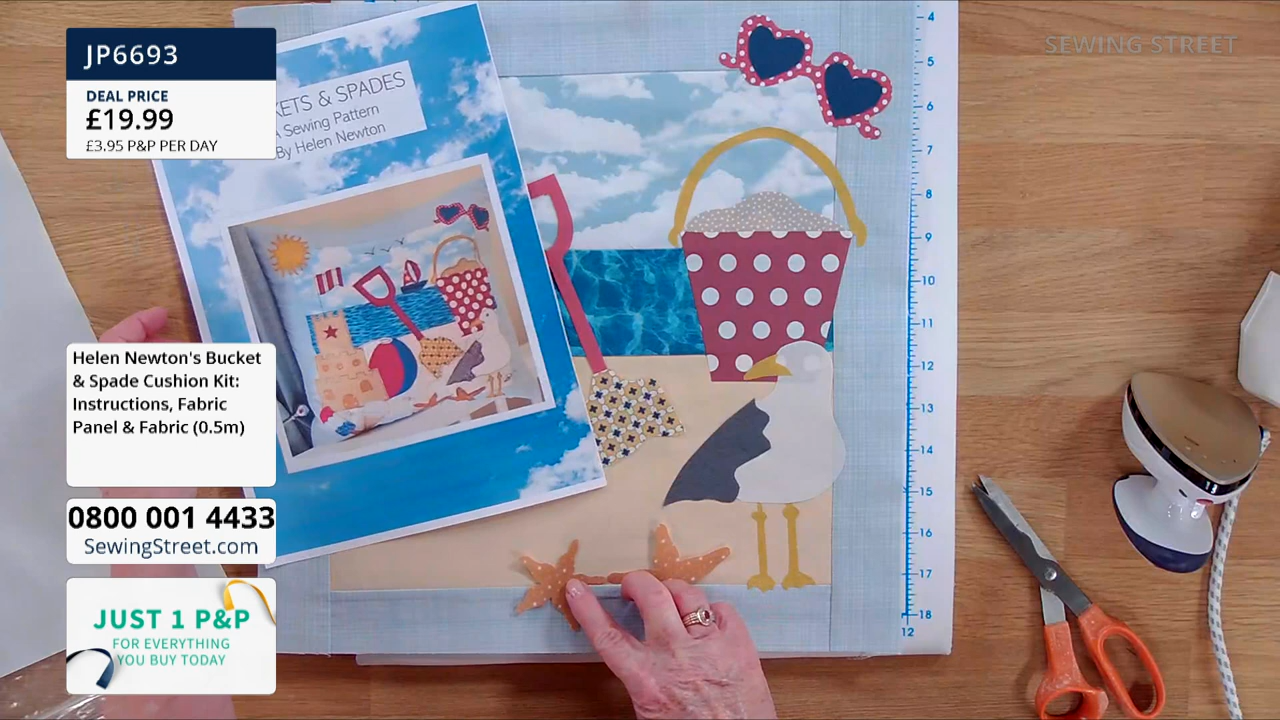 JP6693
DEAL PRICE
£19.99
£3.95 P&P PER DAY
Helen Newton's Bucket
& Spade Cushion Kit:
Instructions, Fabric
Panel & Fabric (0.5m)
0800 001 4433
SewingStreet.com
JUST 1 P&P
FOR EVERYTHING
YOU BUY TODAY
KETS & SPADES
A Sewing Pattern
By Helen Newton
SEWING STREET
4
5
6
7
8
9
10
11
12
13
14
15
16
17
18
12